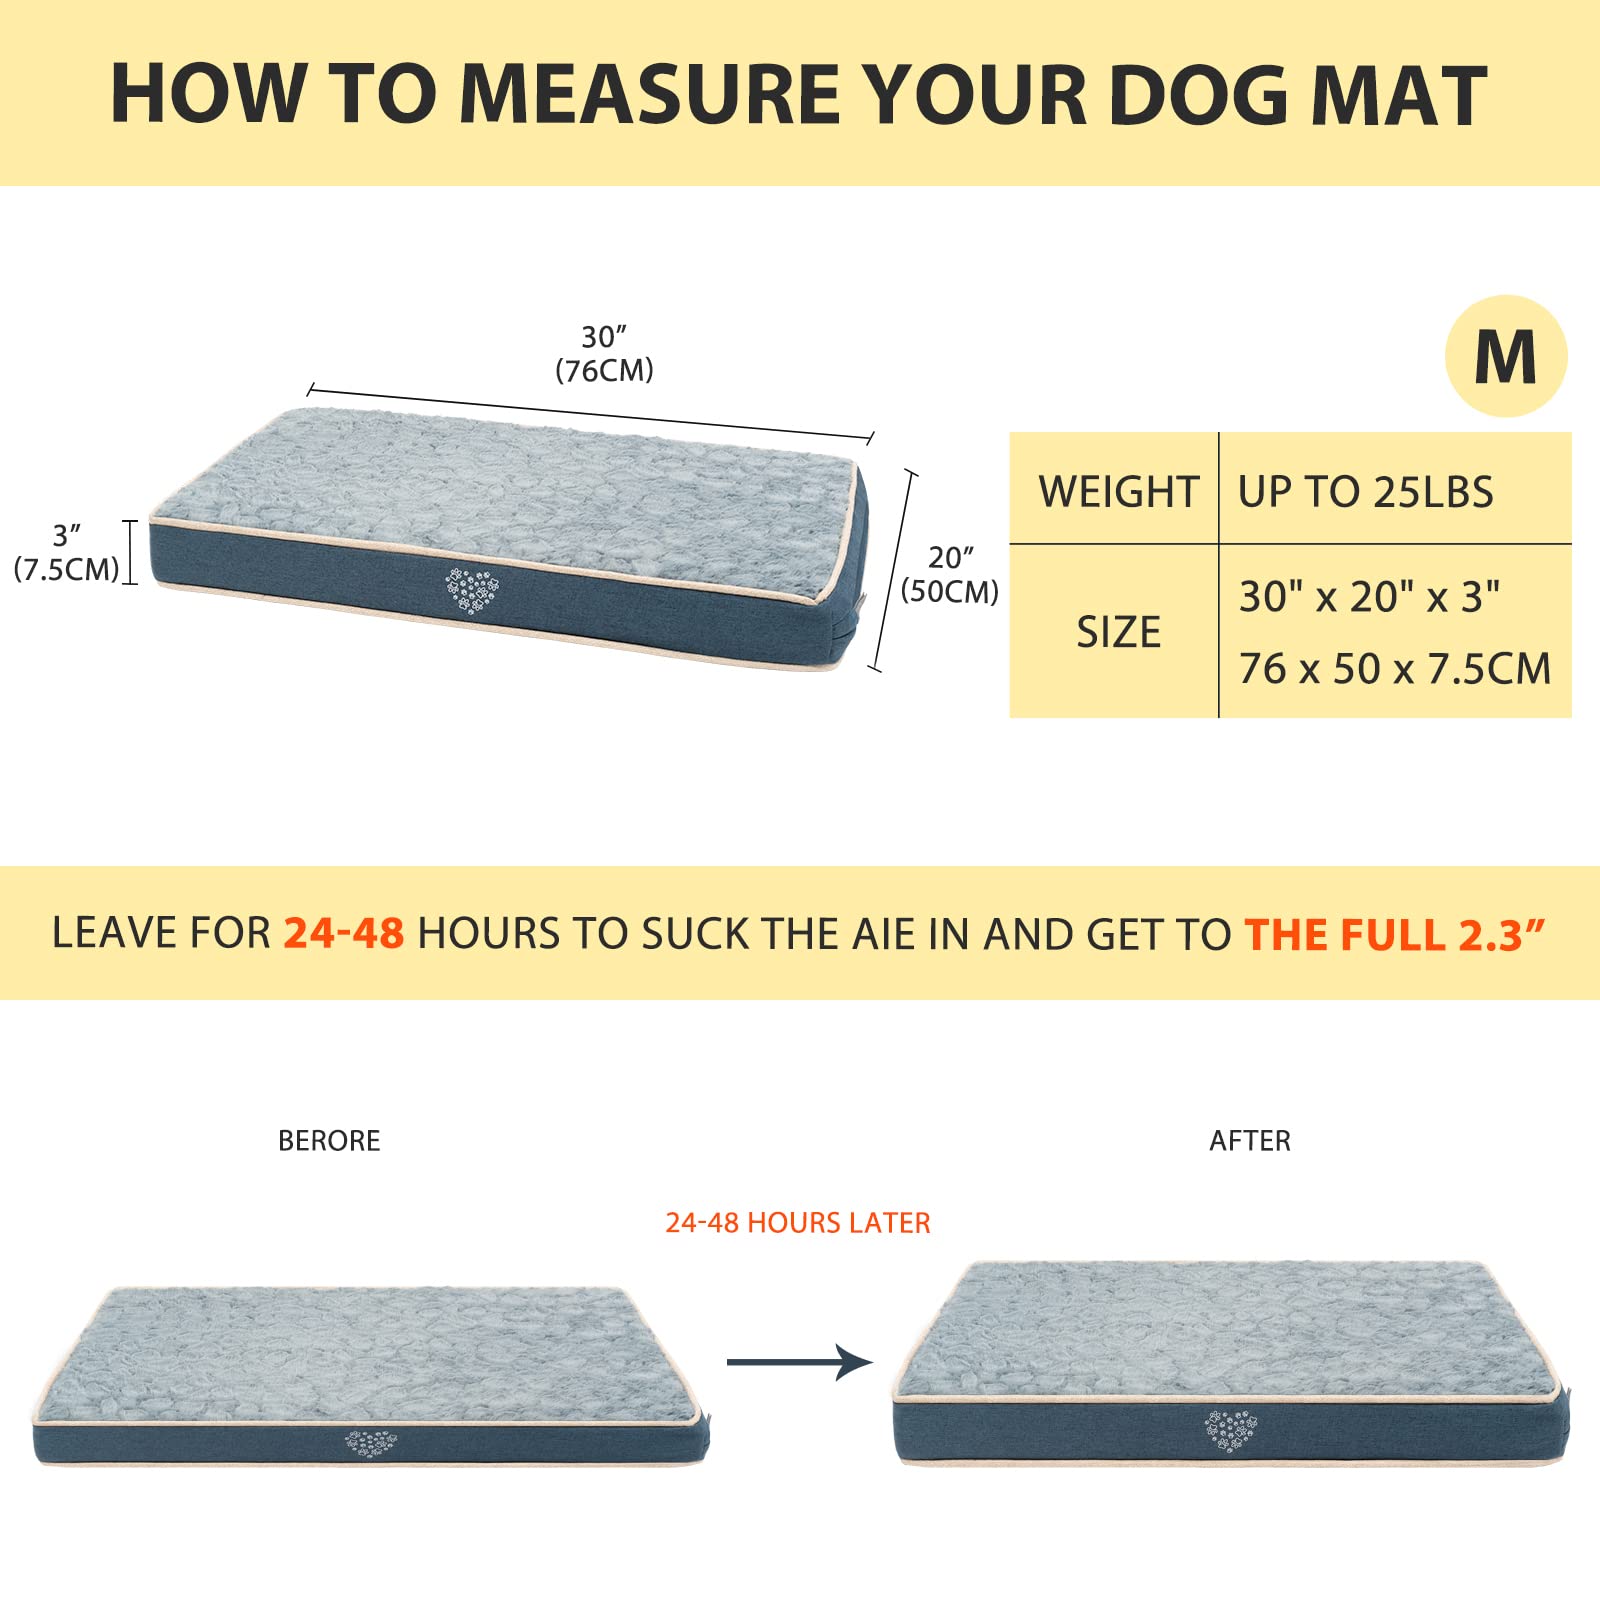 HOW TO MEASURE YOUR DOG MAT
30”
(76CM)
3”
(7.5CM)
20”
(50CM)
M
WEIGHT UP TO 25LBS
SIZE
30" x 20" x 3"
76 x 50 x 7.5CM
LEAVE FOR 24-48 HOURS TO SUCK THE AIE IN AND GET TO THE FULL 2.3”
BERORE
AFTER
24-48 HOURS LATER